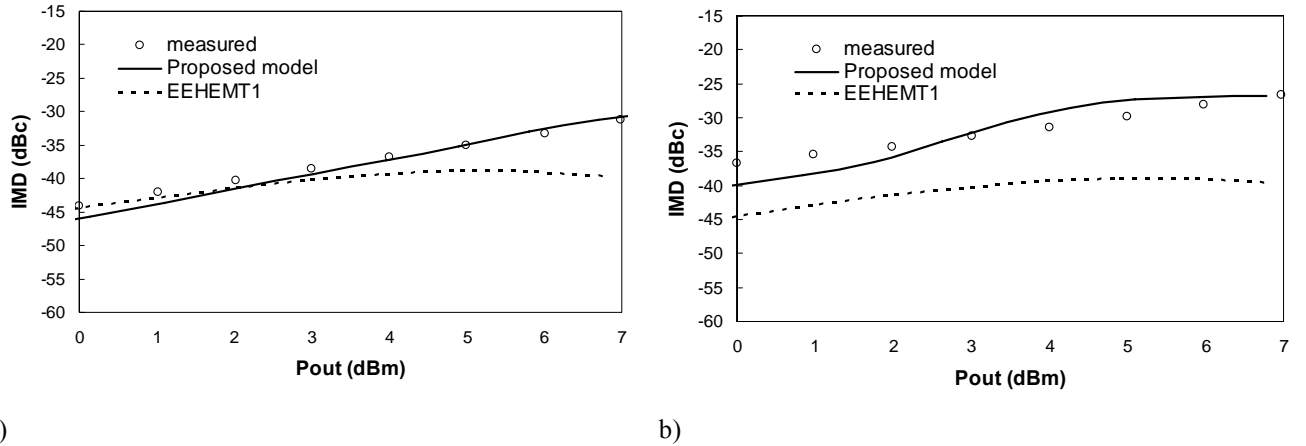 -15
-20
-25
-30
-35
-40
-45
-50
-55
-60
IMD (dBc)
measured
Proposed model
EEHEMT1
0 1 2 3 4 5 6 7
Pout (dBm)
)
-15
-20
-25
-30
-35
-40
-45
-50
-55
-60
IMD (dBc)
measured
Proposed model
EEHEMT1
0 1 2 3 4 5 6 7
Pout (dBm)
b)